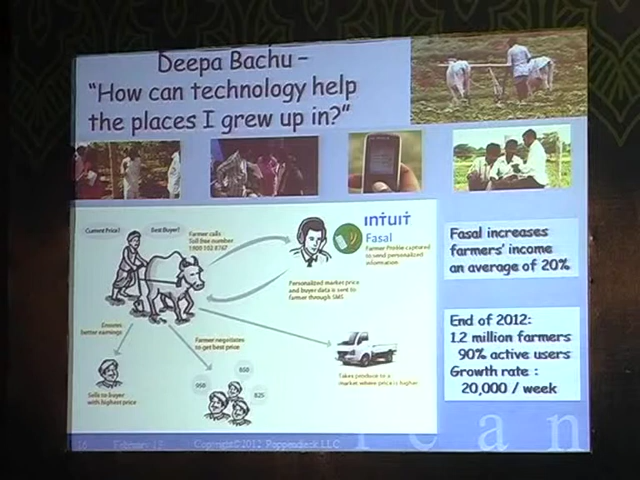 Deepa Bachu –
"How can technology help
the places I grew up in?"
Current Price?
Best Buyer?
Farmer calls
Toll free number
1900 102 8767
INTUIT
Fasal
Farmer Profile captured
to send personalized
information
Personalized market price
and buyer data is sent to
farmer through SMS
Fasal increases
farmers' income
an average of 20%
Ensures
better earnings
Farmer negotiates
to get best price
Sells to buyer
with highest price
950
850
825
Takes produce to a
market where price is higher
End of 2012:
1.2 million farmers
90% active users
Growth rate :
20,000 / week
16
February 13
Copyright©2012 Poppendieck.LLC
l e a n